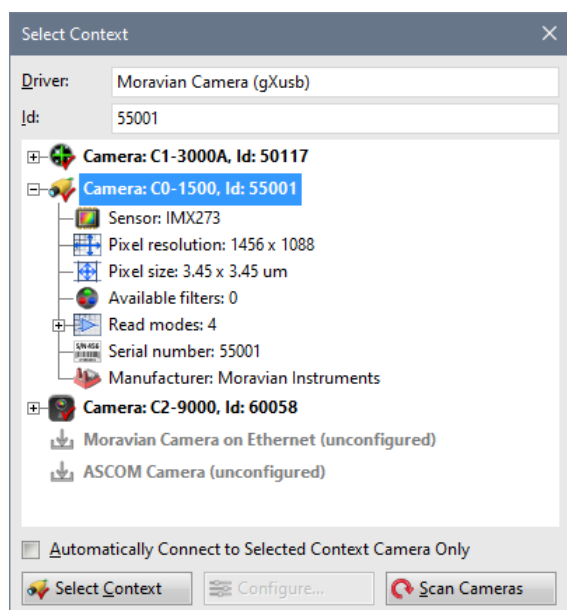 Select Context
Driver: Moravian Camera (gXusb)
Id: 55001
Camera: C1-3000A, Id: 50117
Camera: C0-1500, Id: 55001
Sensor: IMX273
Pixel resolution: 1456 x 1088
Pixel size: 3.45 x 3.45 um
Available filters: 0
Read modes: 4
S/N 456
Serial number: 55001
Manufacturer: Moravian Instruments
Camera: C2-9000, Id: 60058
Moravian Camera on Ethernet (unconfigured)
ASCOM Camera (unconfigured)
Automatically Connect to Selected Context Camera Only
Select Context Configure... Scan Cameras